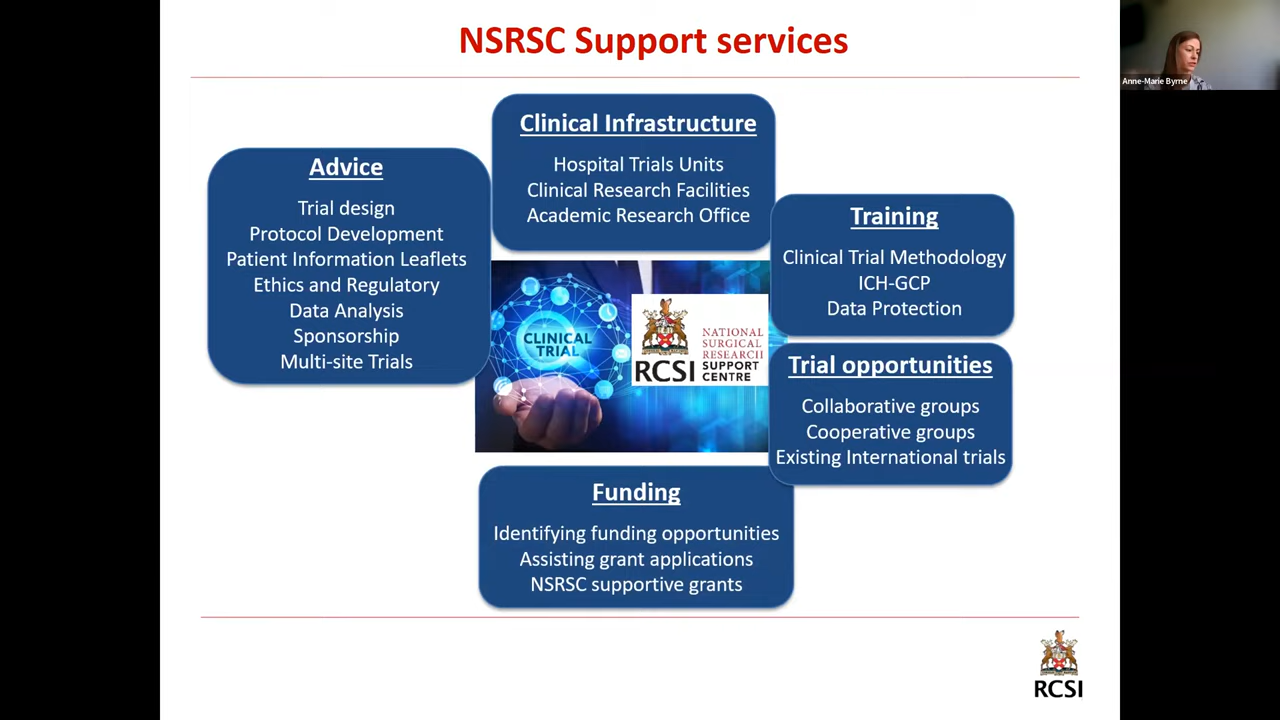 NSRSC Support services
Anne-Marie Byrne
Clinical Infrastructure
Hospital Trials Units
Clinical Research Facilities
Academic Research Office
Advice
Trial design
Protocol Development
Patient Information Leaflets
Ethics and Regulatory
Data Analysis
Sponsorship
Multi-site Trials
Training
Clinical Trial Methodology
ICH-GCP
Data Protection
CLINICAL
TRIAL
RCSI
NATIONAL
SURGICAL
RESEARCH
SUPPORT
CENTRE
Trial opportunities
Collaborative groups
Cooperative groups
Existing International trials
Funding
Identifying funding opportunities
Assisting grant applications
NSRSC supportive grants
RCSI